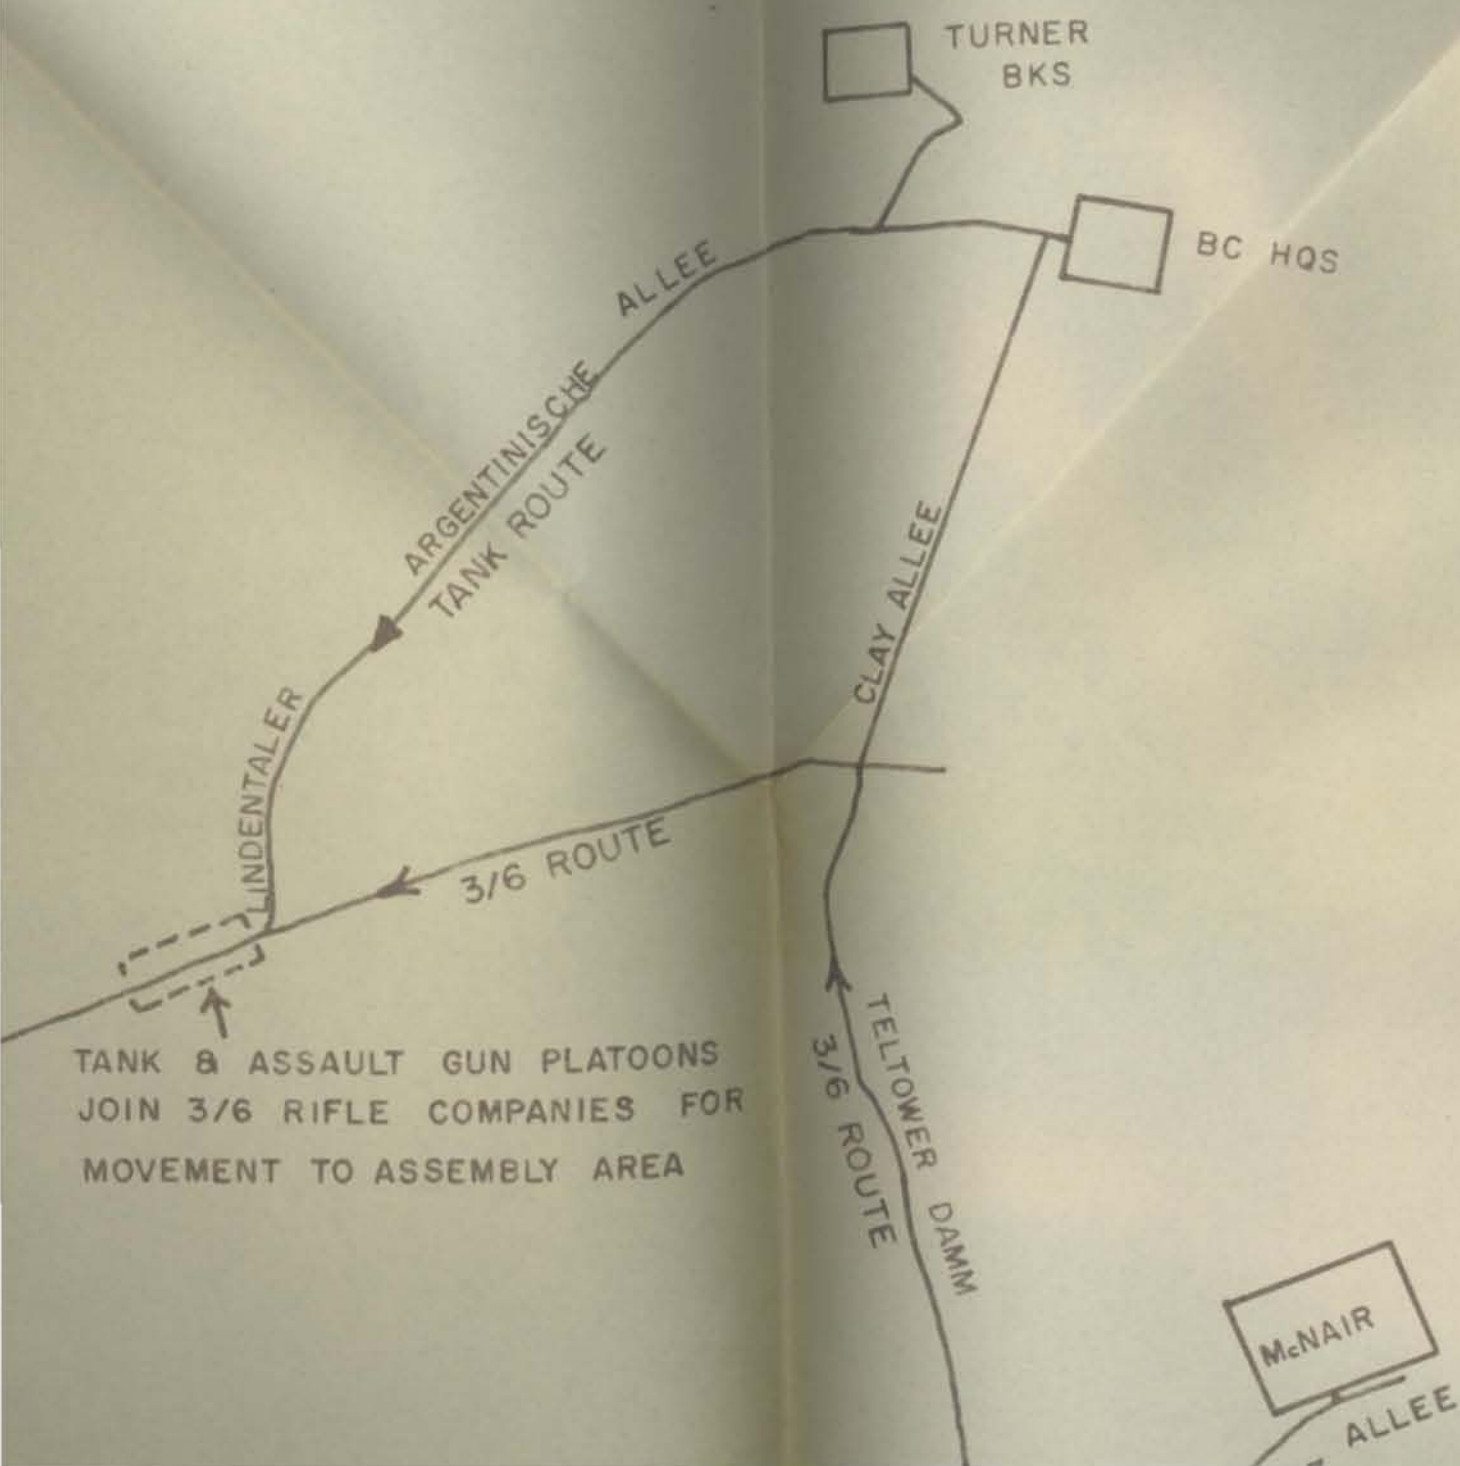 TURNER
BKS
BC HQS
ARGENTINISCHE ALLEE
TANK ROUTE
CLAY ALLEE
LINDENTALER
3/6 ROUTE
TANK & ASSAULT GUN PLATOONS
JOIN 3/6 RIFLE COMPANIES FOR
MOVEMENT TO ASSEMBLY AREA
TELTOWER DAMM
3/6 ROUTE
McNAIR
ALLEE